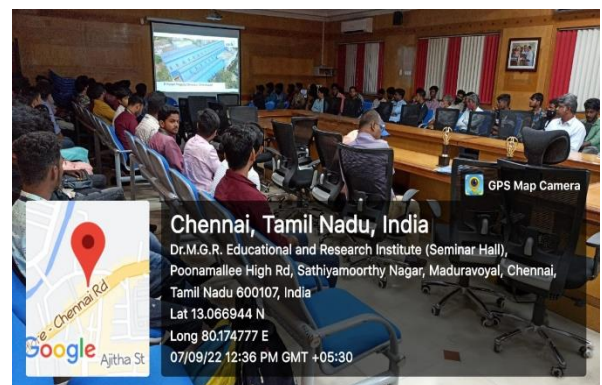 GPS Map Camera
Chennai, Tamil Nadu, India
Dr.M.G.R. Educational and Research Institute (Seminar Hall),
Poonamallee High Rd, Sathiyamoorthy Nagar, Maduravoyal, Chennai,
Tamil Nadu 600107, India
Lat 13.066944 N
Long 80.174777 E
07/09/22 12:36 PM GMT +05:30
Chennai Rd
Google
Ajitha St